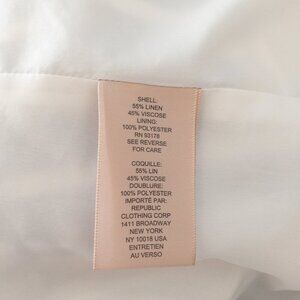 SHELL:
55% LINEN
45% VISCOSE
LINING:
100% POLYESTER
RN 93178
SEE REVERSE
FOR CARE
COQUILLE:
55% LIN
45% VISCOSE
DOUBLURE:
100% POLYESTER
IMPORTÉ PAR:
REPUBLIC
CLOTHING CORP
1411 BROADWAY
NEW YORK
NY 10018 USA
ENTRETIEN
AU VERSO